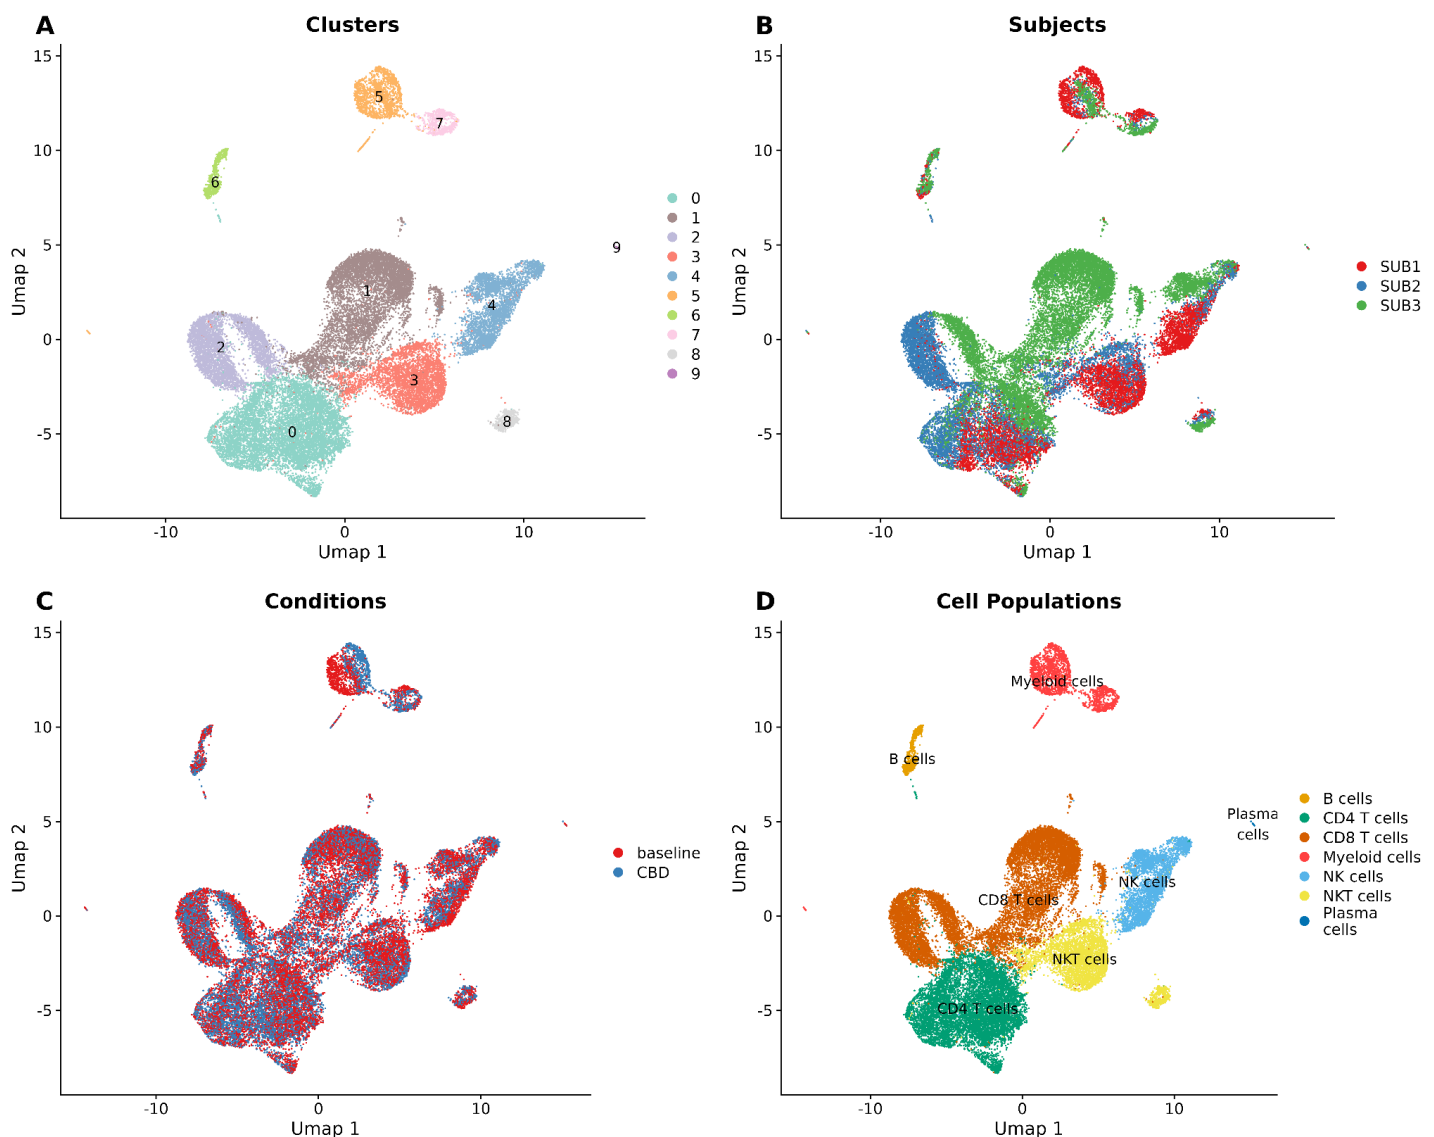 A
Clusters
15
10
5
0
-5
Umap 2
-10
0
10
Umap 1
5
7
6
9
1
4
2
3
0
8
0
1
2
3
4
5
6
7
8
9
B
Subjects
15
10
5
0
-5
Umap 2
-10
0
10
Umap 1
SUB1
SUB2
SUB3
C
Conditions
15
10
5
0
-5
Umap 2
-10
0
10
Umap 1
baseline
CBD
D
Cell Populations
15
10
5
0
-5
Umap 2
-10
0
10
Umap 1
Myeloid cells
B cells
Plasma
cells
NK cells
CD8 T cells
NKT cells
CD4 T cells
B cells
CD4 T cells
CD8 T cells
Myeloid cells
NK cells
NKT cells
Plasma
cells